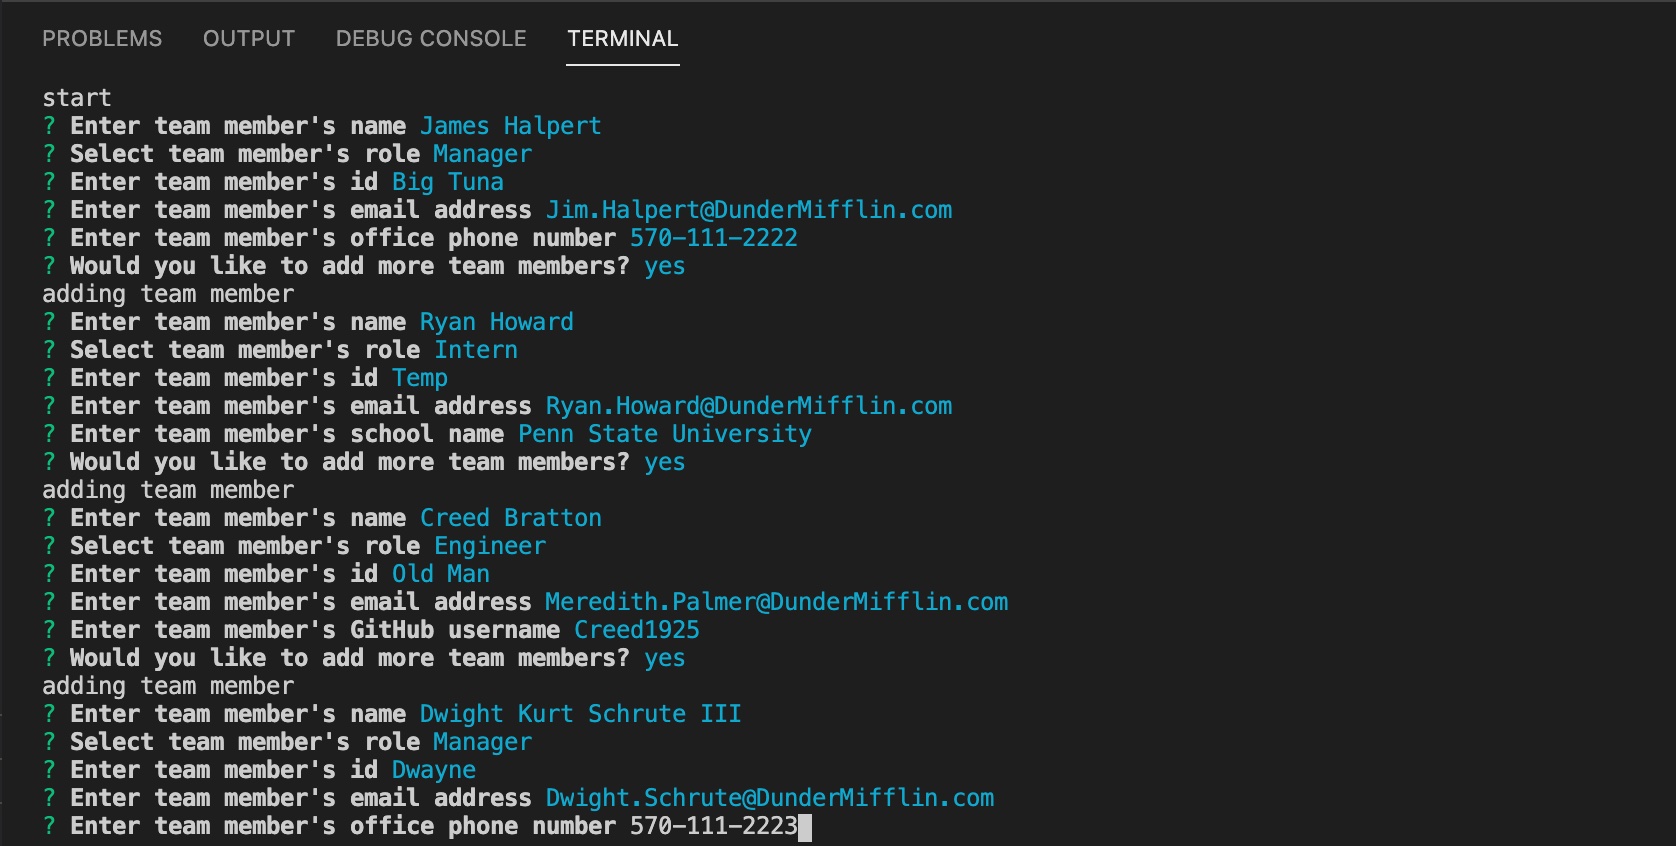 PROBLEMS OUTPUT DEBUG CONSOLE TERMINAL
start
? Enter team member's name James Halpert
? Select team member's role Manager
? Enter team member's id Big Tuna
? Enter team member's email address Jim.Halpert@DunderMifflin.com
? Enter team member's office phone number 570-111-2222
? Would you like to add more team members? yes
adding team member
? Enter team member's name Ryan Howard
? Select team member's role Intern
? Enter team member's id Temp
? Enter team member's email address Ryan.Howard@DunderMifflin.com
? Enter team member's school name Penn State University
? Would you like to add more team members? yes
adding team member
? Enter team member's name Creed Bratton
? Select team member's role Engineer
? Enter team member's id Old Man
? Enter team member's email address Meredith.Palmer@DunderMifflin.com
? Enter team member's GitHub username Creed1925
? Would you like to add more team members? yes
adding team member
? Enter team member's name Dwight Kurt Schrute III
? Select team member's role Manager
? Enter team member's id Dwayne
? Enter team member's email address Dwight.Schrute@DunderMifflin.com
? Enter team member's office phone number 570-111-2223